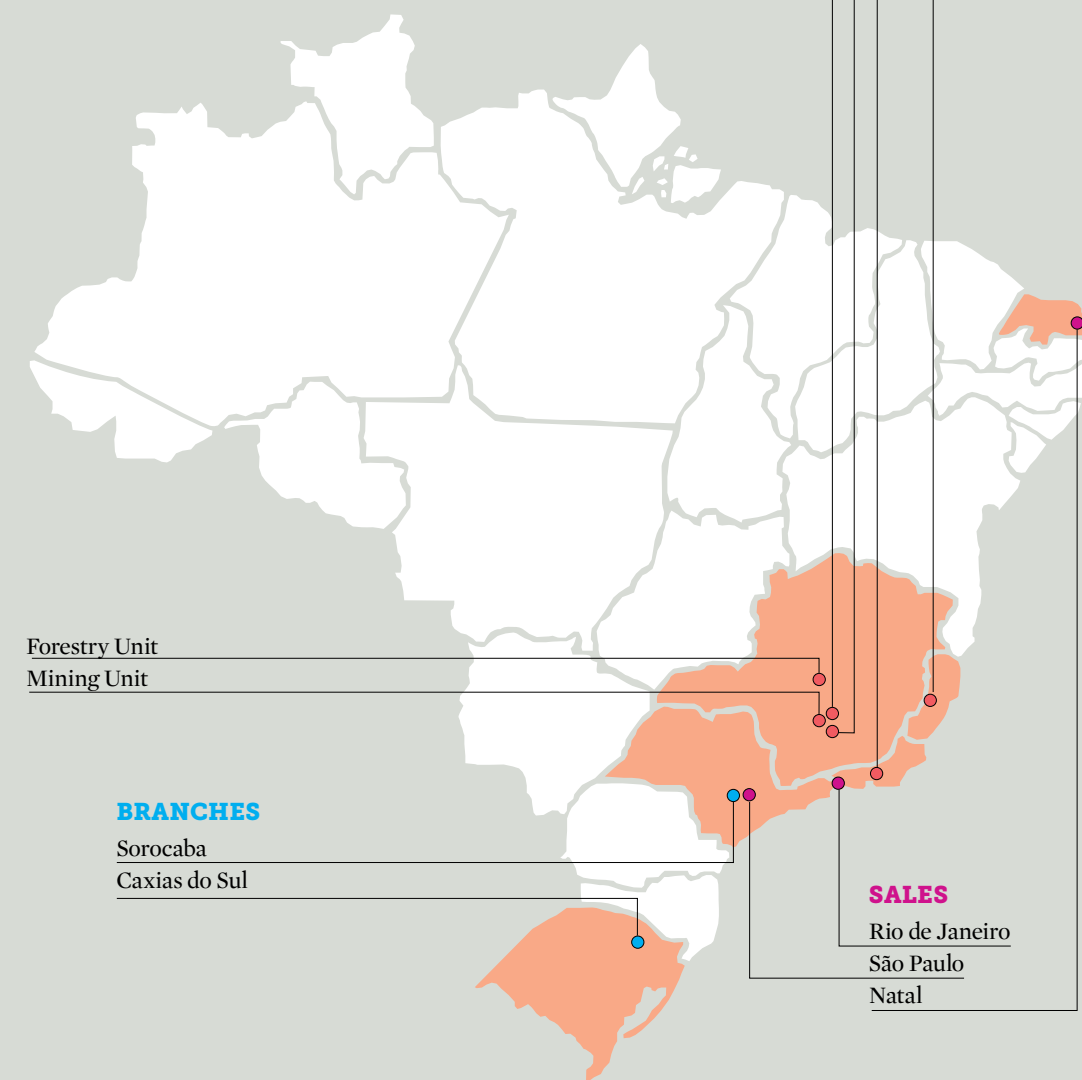 Forestry Unit
Mining Unit
BRANCHES
Sorocaba
Caxias do Sul
SALES
Rio de Janeiro
São Paulo
Natal